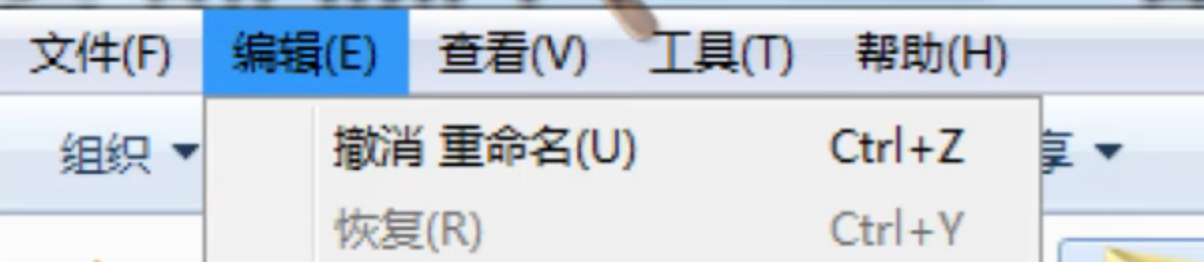 文件(F) 编辑(E) 查看(V) 工具(T) 帮助(H)
组织 享
撤消 重命名(U) Ctrl+Z
恢复(R) Ctrl+Y